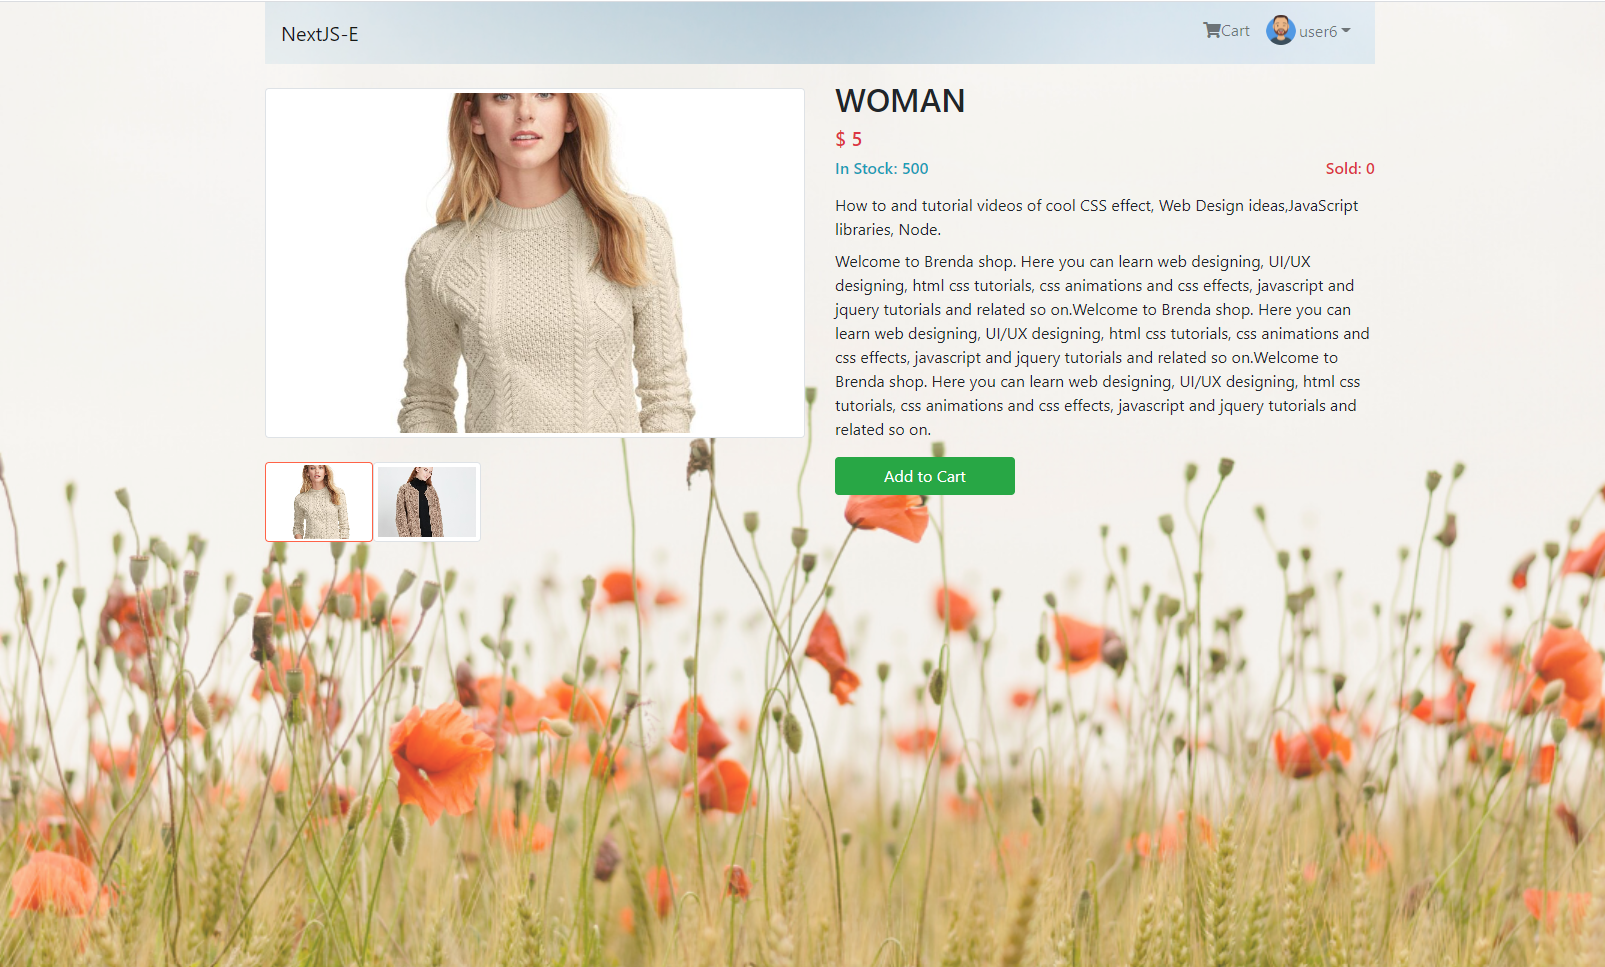 NextJS-E
Cart
user6
WOMAN
$ 5
In Stock: 500
Sold: 0
How to and tutorial videos of cool CSS effect, Web Design ideas,JavaScript
libraries, Node.
Welcome to Brenda shop. Here you can learn web designing, UI/UX
designing, html css tutorials, css animations and css effects, javascript and
jquery tutorials and related so on.Welcome to Brenda shop. Here you can
learn web designing, UI/UX designing, html css tutorials, css animations and
css effects, javascript and jquery tutorials and related so on.Welcome to
Brenda shop. Here you can learn web designing, UI/UX designing, html css
tutorials, css animations and css effects, javascript and jquery tutorials and
related so on.
Add to Cart